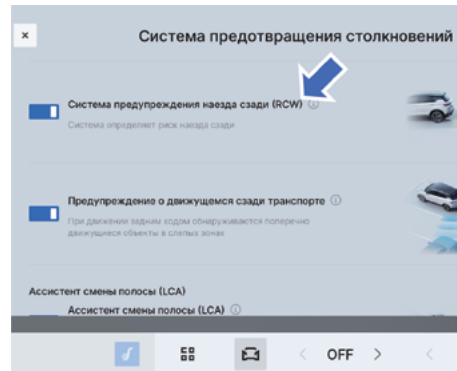 × Система предотвращения столкновений
Система предупреждения наезда сзади (RCW)
Система определяет риск наезда сзади
Предупреждение о движущемся сзади транспорте
При движении задним ходом обнаруживаются поперечно
движущиеся объекты в слепых зонах
Ассистент смены полосы (LCA)
Ассистент смены полосы (LCA)
OFF